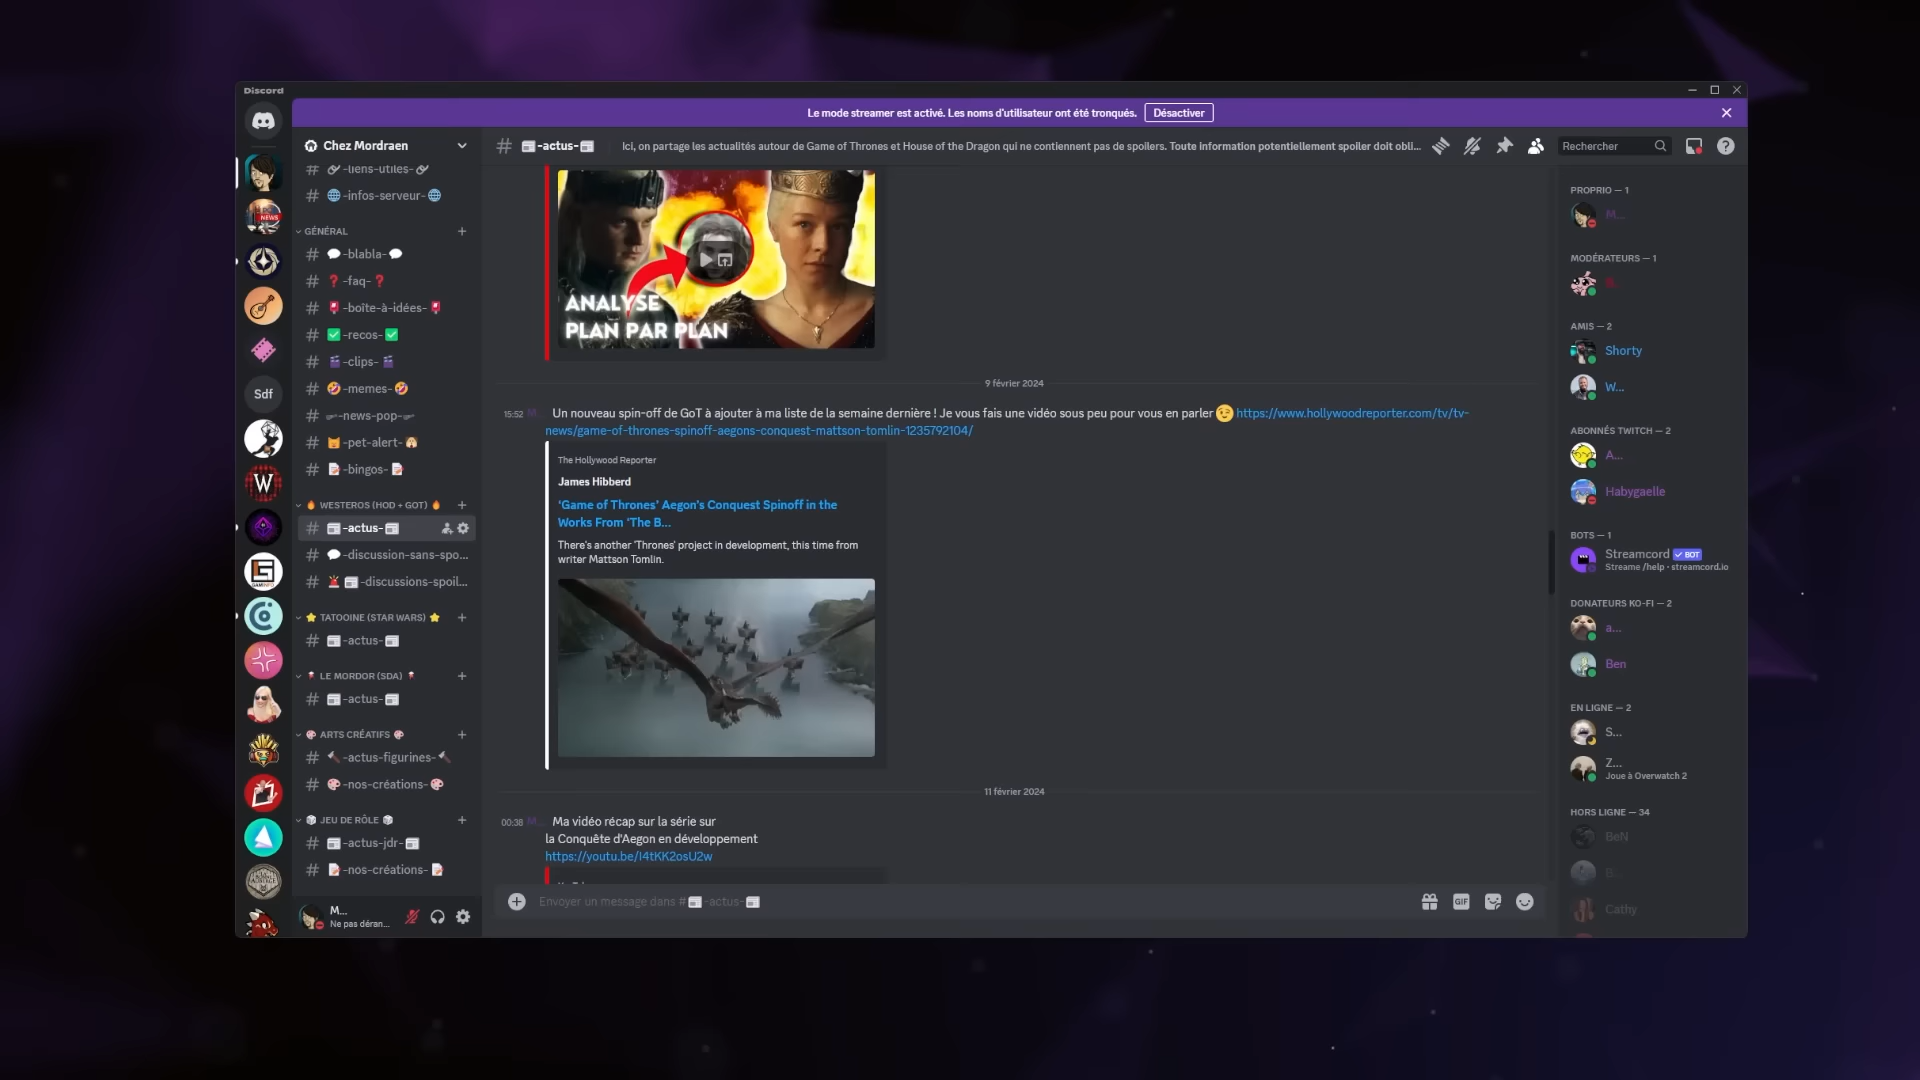 Discord
Le mode streamer est activé. Les noms d'utilisateur ont été tronqués.
Désactiver
Chez Mordraen
-liens-utiles-
-infos-serveur-
GÉNÉRAL
-blabla-
-faq-
-boîte-à-idées-
-recos-
-clips-
-memes-
-news-pop-
-pet-alert-
-bingos-
WESTEROS (HOD + GOT)
-actus-
-discussion-sans-spo...
-discussions-spoil...
TATOOINE (STAR WARS)
-actus-
LE MORDOR (SDA)
-actus-
ARTS CRÉATIFS
-actus-figurines-
-nos-créations-
JEU DE RÔLE
-actus-jdr-
-nos-créations-
M...
Ne pas déran...
NEWS
Sdf
W
GAMINFO
-actus-
Ici, on partage les actualités autour de Game of Thrones et House of the Dragon qui ne contiennent pas de spoilers. Toute information potentiellement spoiler doit obli...
Rechercher
ANALYSE
PLAN PAR PLAN
9 février 2024
15:52 M... Un nouveau spin-off de GoT à ajouter à ma liste de la semaine dernière ! Je vous fais une vidéo sous peu pour vous en parler https://www.hollywoodreporter.com/tv/tv-
news/game-of-thrones-spinoff-aegons-conquest-mattson-tomlin-1235792104/
The Hollywood Reporter
James Hibberd
‘Game of Thrones’ Aegon’s Conquest Spinoff in the
Works From ‘The B...
There's another 'Thrones' project in development, this time from
writer Mattson Tomlin.
11 février 2024
00:38 M... Ma vidéo récap sur la série sur
la Conquête d'Aegon en développement
https://youtu.be/I4tKK2osU2w
Envoyer un message dans # -actus-
GIF
PROPRIO — 1
M...
MODÉRATEURS — 1
AMIS — 2
Shorty
W...
ABONNÉS TWITCH — 2
A...
Habygaelle
BOTS — 1
Streamcord BOT
Streame /help · streamcord.io
DONATEURS KO-FI — 2
a...
Ben
EN LIGNE — 2
S...
Z...
Joue à Overwatch 2
HORS LIGNE — 34
BeN
B...
Cathy